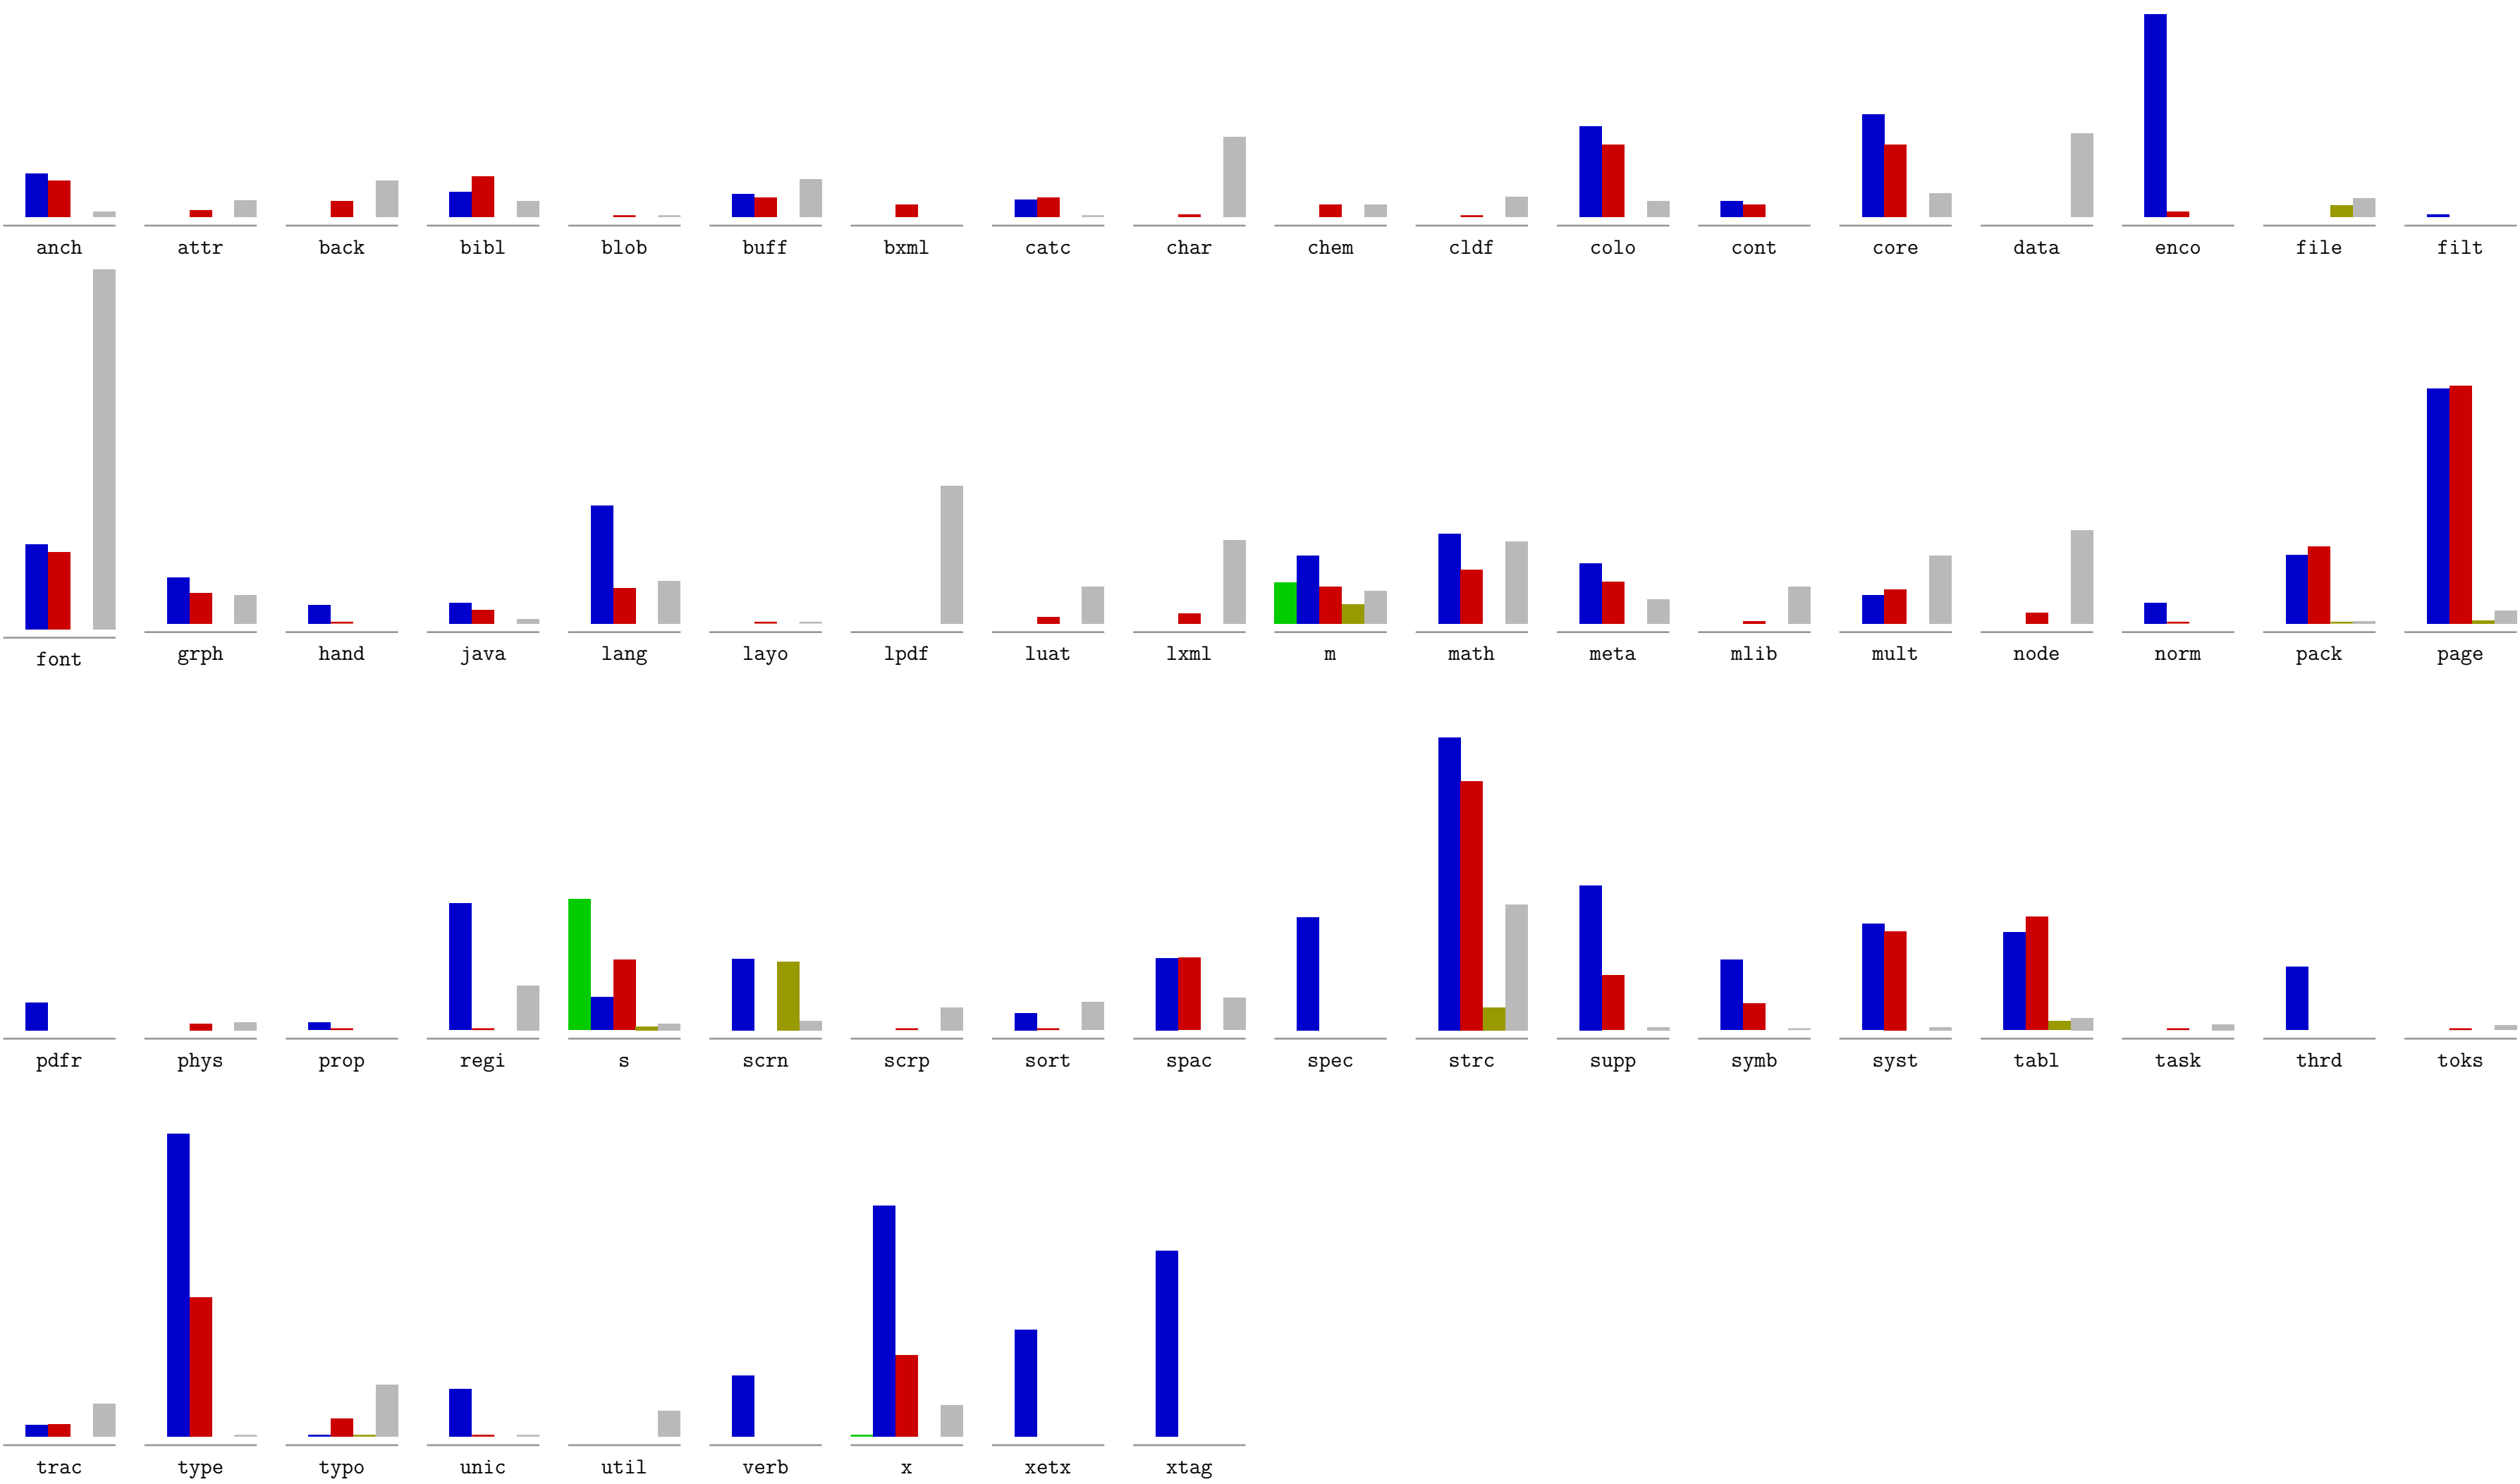 anch attr back bibl blob buff bxml catc char chem cldf colo cont core data enco file filt
font grph hand java lang layo lpdf luat lxml m math meta mlib mult node norm pack page
pdfr phys prop regi s scrn scrp sort spac spec strc supp symb syst tabl task thrd toks
trac type typo unic util verb x xetx xtag